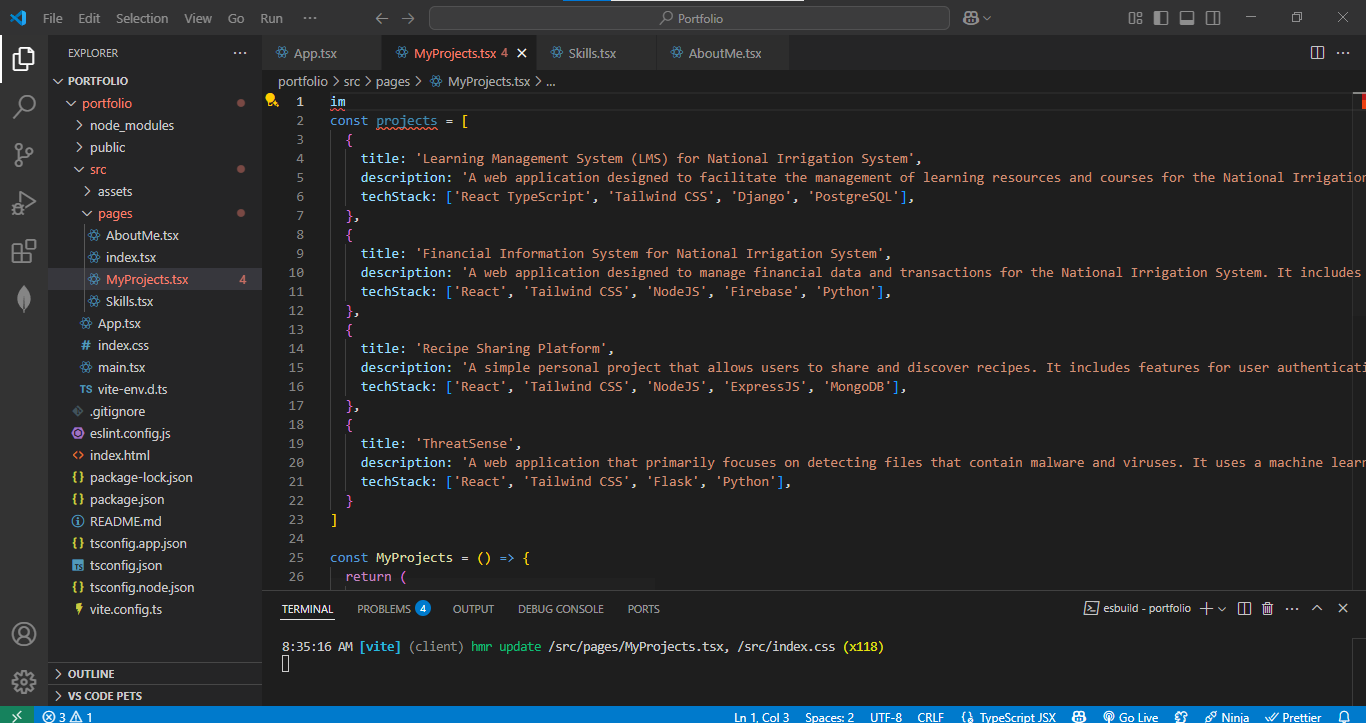 File Edit Selection View Go Run ··· Portfolio
EXPLORER ···
PORTFOLIO
portfolio
node_modules
public
src
assets
pages
AboutMe.tsx
index.tsx
MyProjects.tsx 4
Skills.tsx
App.tsx
# index.css
main.tsx
TS vite-env.d.ts
.gitignore
eslint.config.js
<> index.html
{} package-lock.json
{} package.json
README.md
{} tsconfig.app.json
TS tsconfig.json
{} tsconfig.node.json
vite.config.ts
OUTLINE
VS CODE PETS
App.tsx MyProjects.tsx 4 Skills.tsx AboutMe.tsx ···
portfolio > src > pages > MyProjects.tsx > ...
1 im
2 const projects = [
3 {
4 title: 'Learning Management System (LMS) for National Irrigation System',
5 description: 'A web application designed to facilitate the management of learning resources and courses for the National Irrigation
6 techStack: ['React TypeScript', 'Tailwind CSS', 'Django', 'PostgreSQL'],
7 },
8 {
9 title: 'Financial Information System for National Irrigation System',
10 description: 'A web application designed to manage financial data and transactions for the National Irrigation System. It includes
11 techStack: ['React', 'Tailwind CSS', 'NodeJS', 'Firebase', 'Python'],
12 },
13 {
14 title: 'Recipe Sharing Platform',
15 description: 'A simple personal project that allows users to share and discover recipes. It includes features for user authenticati
16 techStack: ['React', 'Tailwind CSS', 'NodeJS', 'ExpressJS', 'MongoDB'],
17 },
18 {
19 title: 'ThreatSense',
20 description: 'A web application that primarily focuses on detecting files that contain malware and viruses. It uses a machine learn
21 techStack: ['React', 'Tailwind CSS', 'Flask', 'Python'],
22 }
23 ]
24
25 const MyProjects = () => {
26 return (
TERMINAL PROBLEMS 4 OUTPUT DEBUG CONSOLE PORTS esbuild - portfolio ···
8:35:16 AM [vite] (client) hmr update /src/pages/MyProjects.tsx, /src/index.css (x118)
3 1 Ln 1, Col 3 Spaces: 2 UTF-8 CRLF {} TypeScript JSX Go Live Ninja Prettier